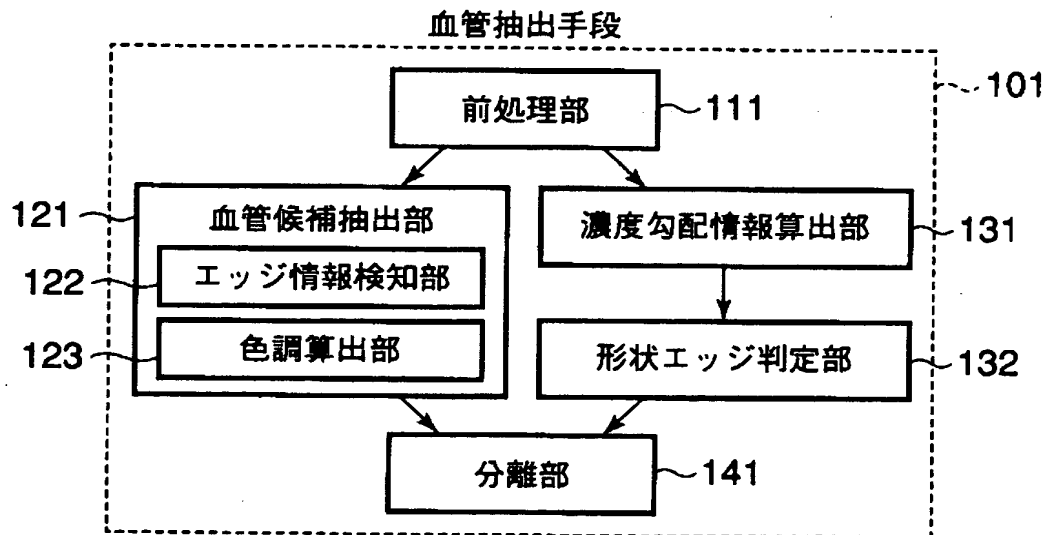 血管抽出手段
101
前処理部
111
121
血管候補抽出部
濃度勾配情報算出部
131
122
エッジ情報検知部
123
色調算出部
形状エッジ判定部
132
分離部
141